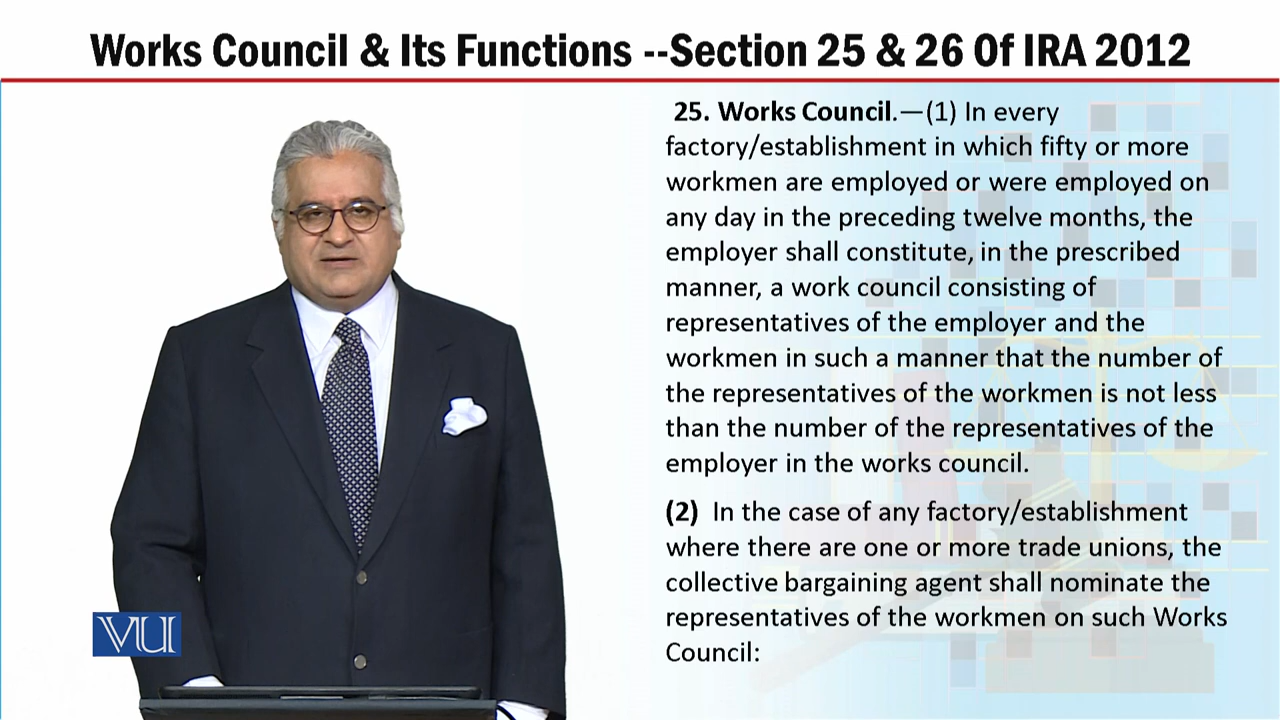 Works Council & Its Functions --Section 25 & 26 Of IRA 2012
25. Works Council.—(1) In every
factory/establishment in which fifty or more
workmen are employed or were employed on
any day in the preceding twelve months, the
employer shall constitute, in the prescribed
manner, a work council consisting of
representatives of the employer and the
workmen in such a manner that the number of
the representatives of the workmen is not less
than the number of the representatives of the
employer in the works council.
(2) In the case of any factory/establishment
where there are one or more trade unions, the
collective bargaining agent shall nominate the
representatives of the workmen on such Works
Council:
VU